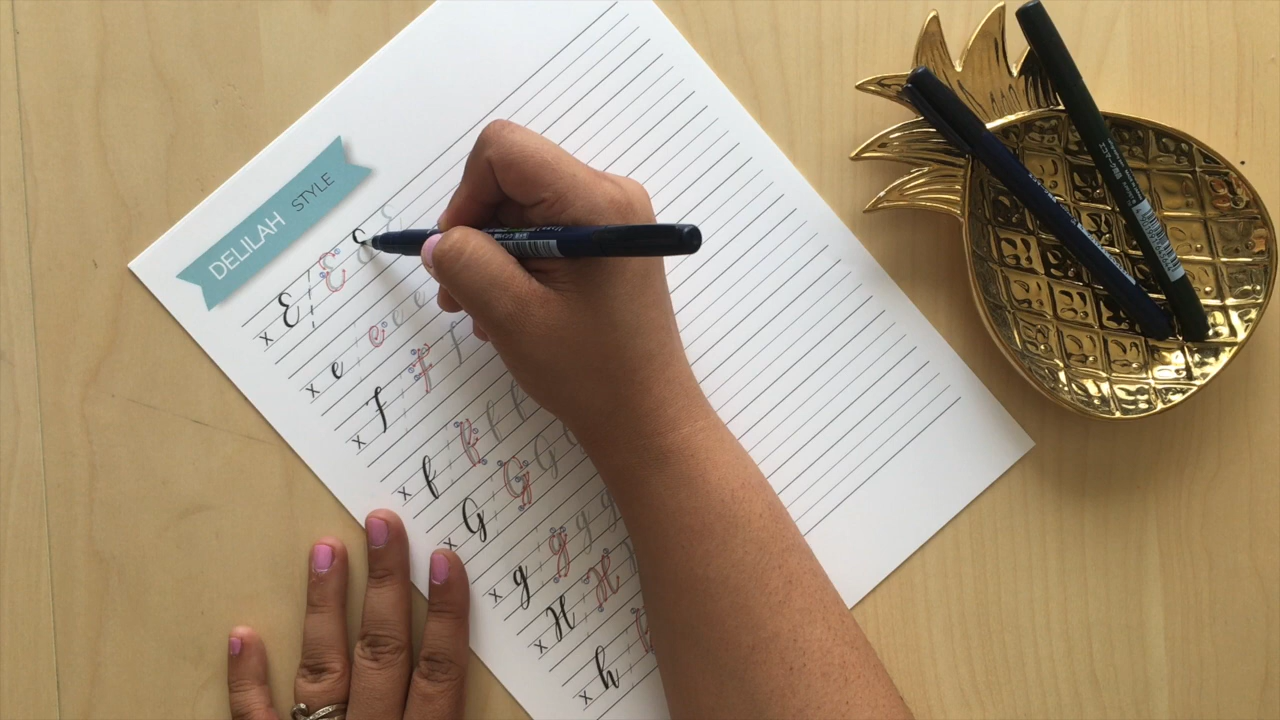 DELILAH STYLE
x E E E E
x e e e e
x F F F
x f f f f
x G G G G
x g g g g
x H H H
x h h